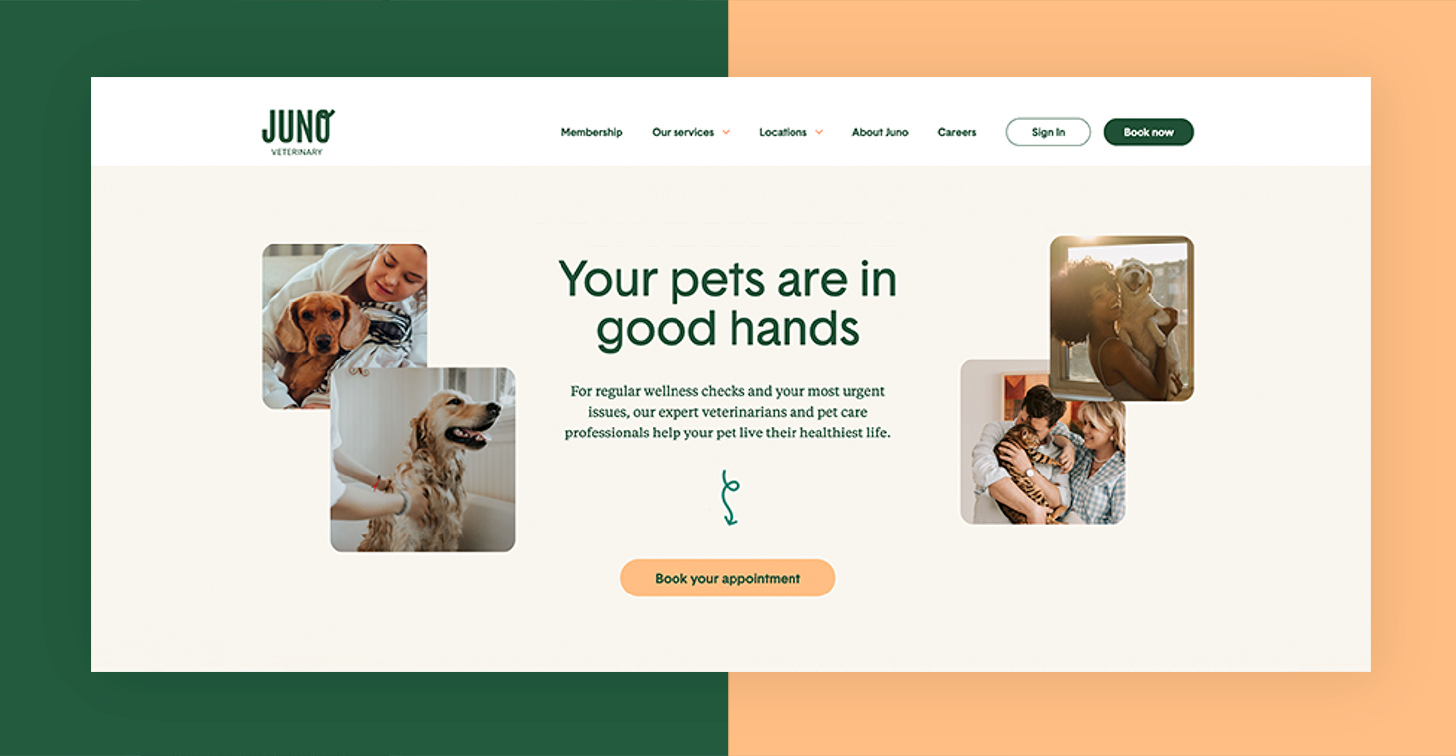 JUNO
VETERINARY
Membership
Our services
Locations
About Juno
Careers
Sign In
Book now
Your pets are in
good hands
For regular wellness checks and your most urgent
issues, our expert veterinarians and pet care
professionals help your pet live their healthiest life.
Book your appointment